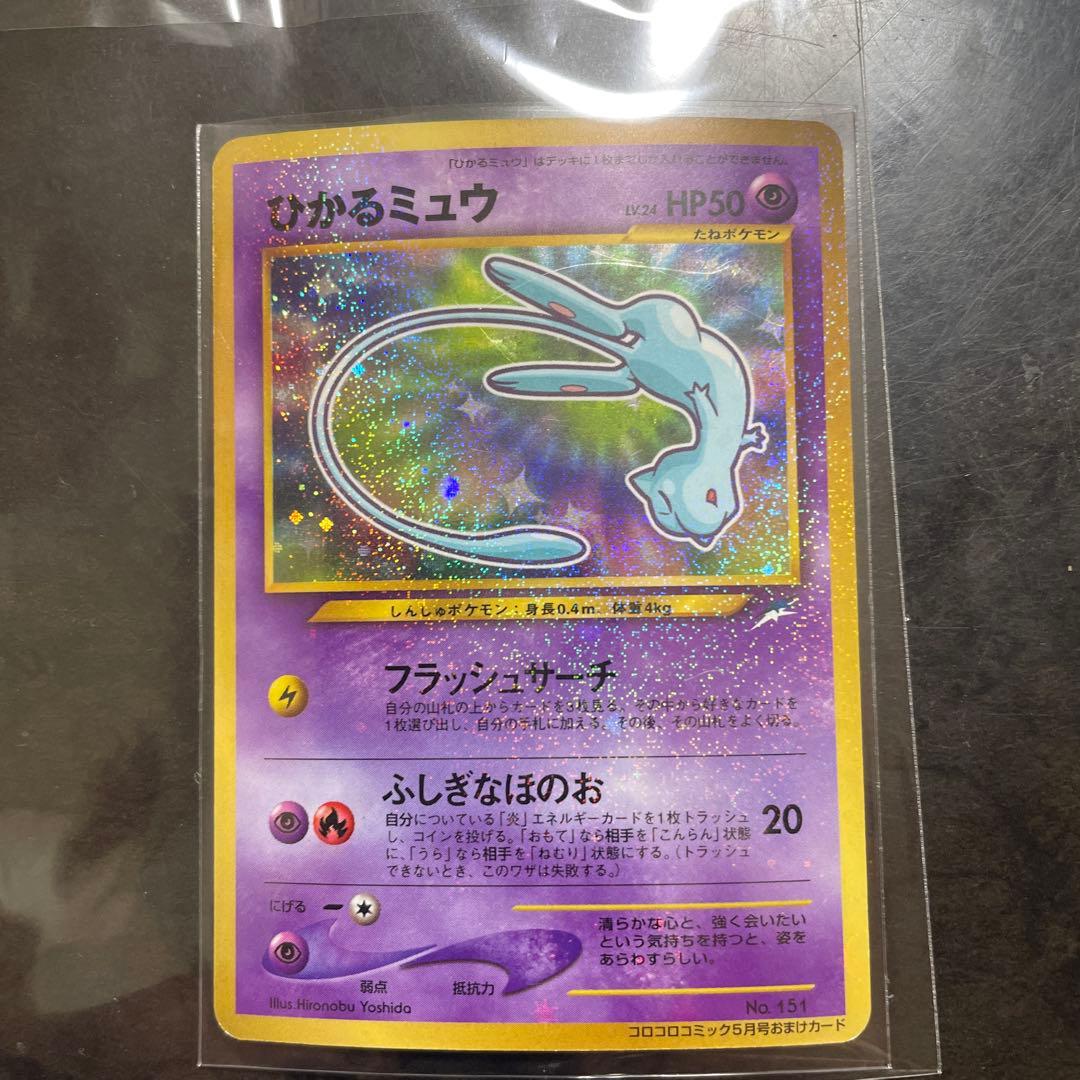 「ひかるミュウ」はデッキに1枚までしか入れることができません。
ひかるミュウ
LV.24 HP50
たねポケモン
しんしゅポケモン:身長0.4m 体重4kg
フラッシュサーチ
自分の山札の上からカードを3枚見る。その中から好きなカードを
1枚選び出し、自分の手札に加える。その後、その山札をよく切る。
ふしぎなほのお
20
自分についている「炎」エネルギーカードを1枚トラッシュ
し、コインを投げる。「おもて」なら相手を「こんらん」状態
に、「うら」なら相手を「ねむり」状態にする。(トラッシュ
できないとき、このワザは失敗する。)
にげる
弱点
抵抗力
清らかな心と、強く会いたい
という気持ちを持つと、姿を
あらわすらしい。
Illus.Hironobu Yoshida
No. 151
コロコロコミック5月号おまけカード